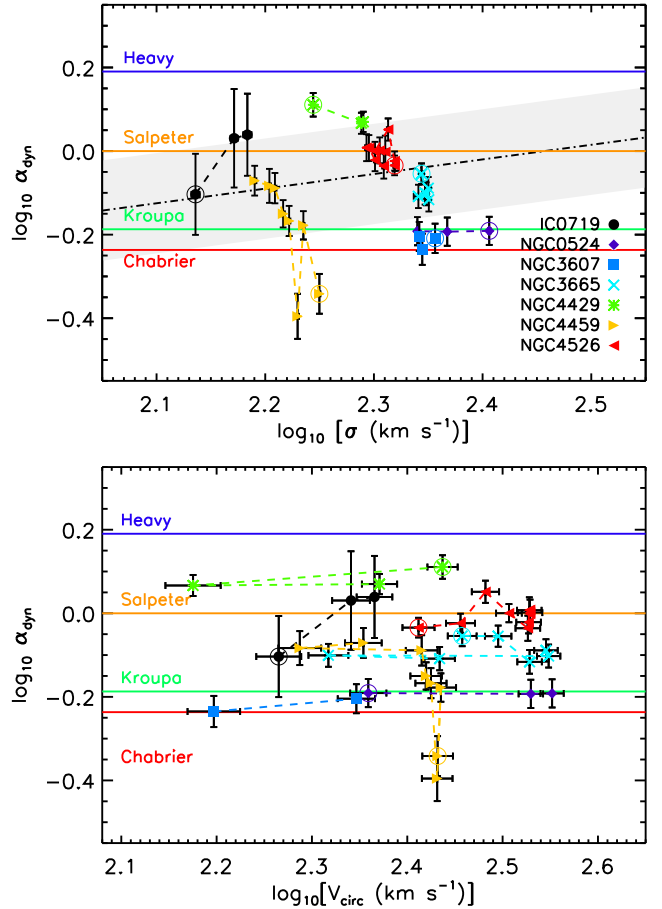 Heavy
0.2
Salpeter
0.0
log₁₀ α_dyn
Kroupa
-0.2
Chabrier
-0.4
IC0719
NGC0524
NGC3607
NGC3665
NGC4429
NGC4459
NGC4526
2.1 2.2 2.3 2.4 2.5
log₁₀ [σ (km s⁻¹)]
Heavy
0.2
Salpeter
0.0
log₁₀ α_dyn
Kroupa
-0.2
Chabrier
-0.4
2.1 2.2 2.3 2.4 2.5 2.6
log₁₀[V_circ (km s⁻¹)]